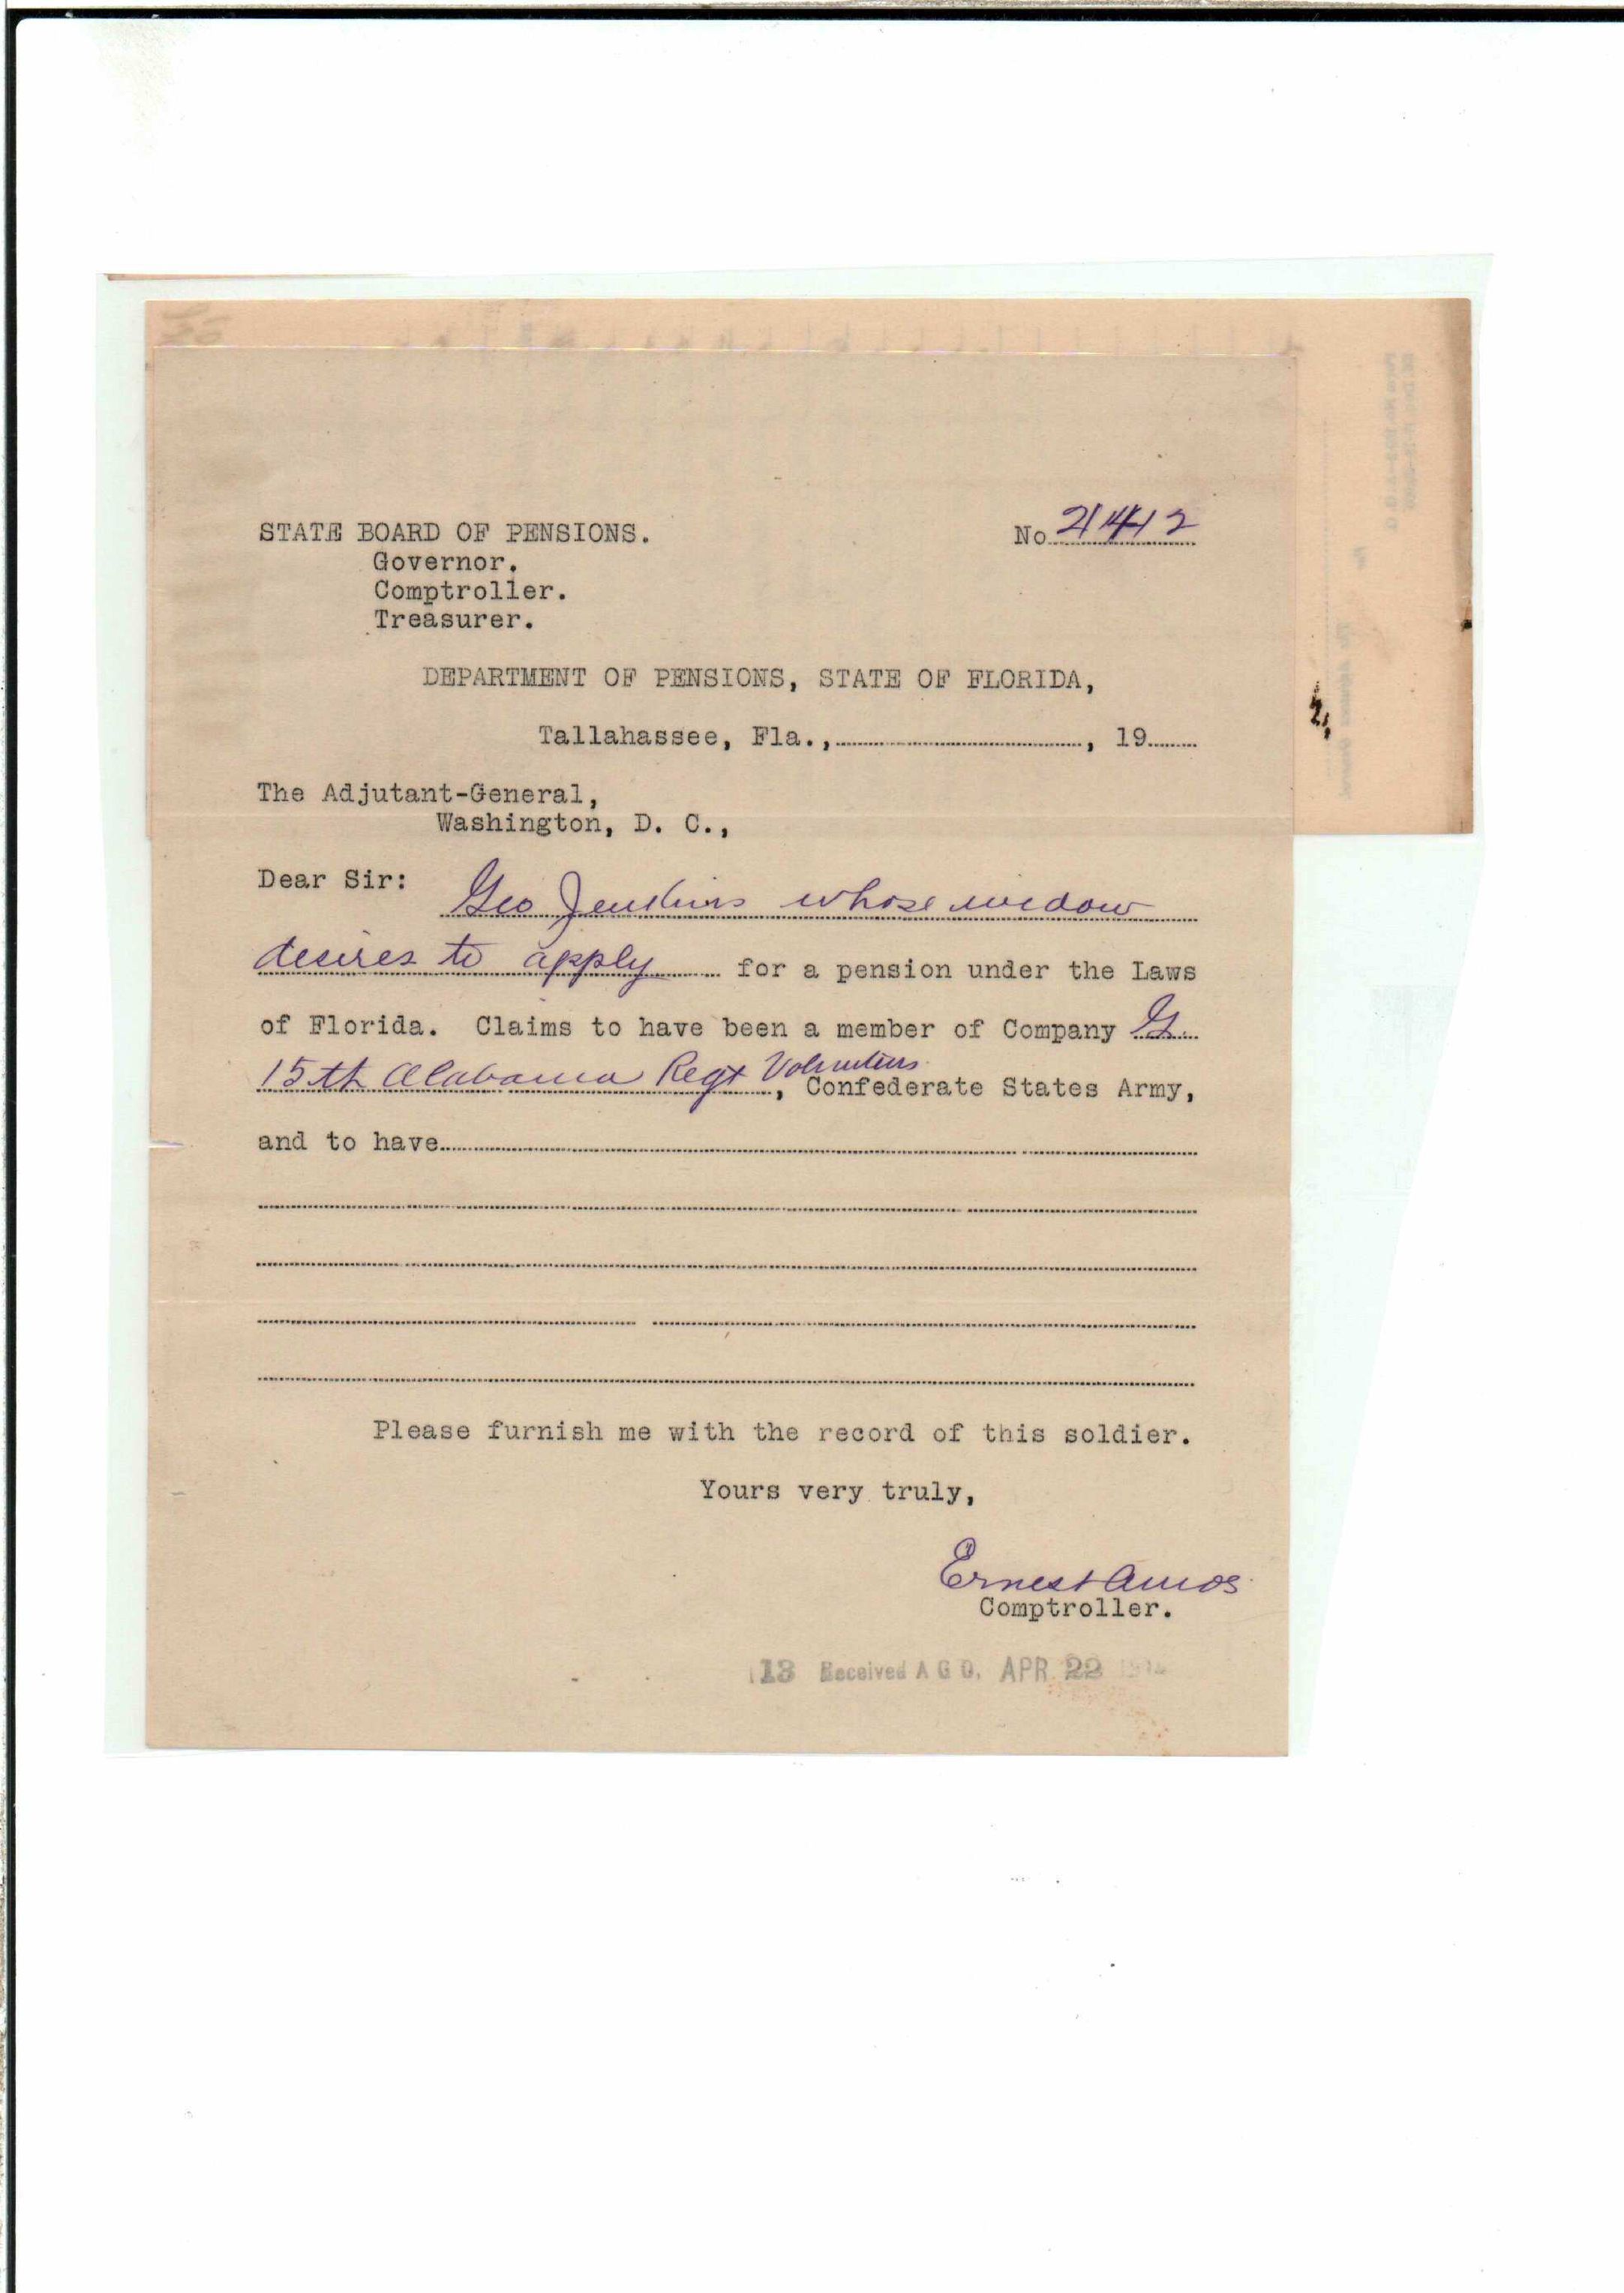 STATE BOARD OF PENSIONS.
No 21412
Governor.
Comptroller.
Treasurer.
DEPARTMENT OF PENSIONS, STATE OF FLORIDA,
Tallahassee, Fla., , 19
The Adjutant-General,
Washington, D. C.,
Dear Sir:
Geo Jenkins whose widow
desires to apply for a pension under the Laws
of Florida. Claims to have been a member of Company G.
15th Alabama Regt Volunteers, Confederate States Army,
and to have
Please furnish me with the record of this soldier.
Yours very truly,
Ernest Amos
Comptroller.
13 Received A G O. APR 22